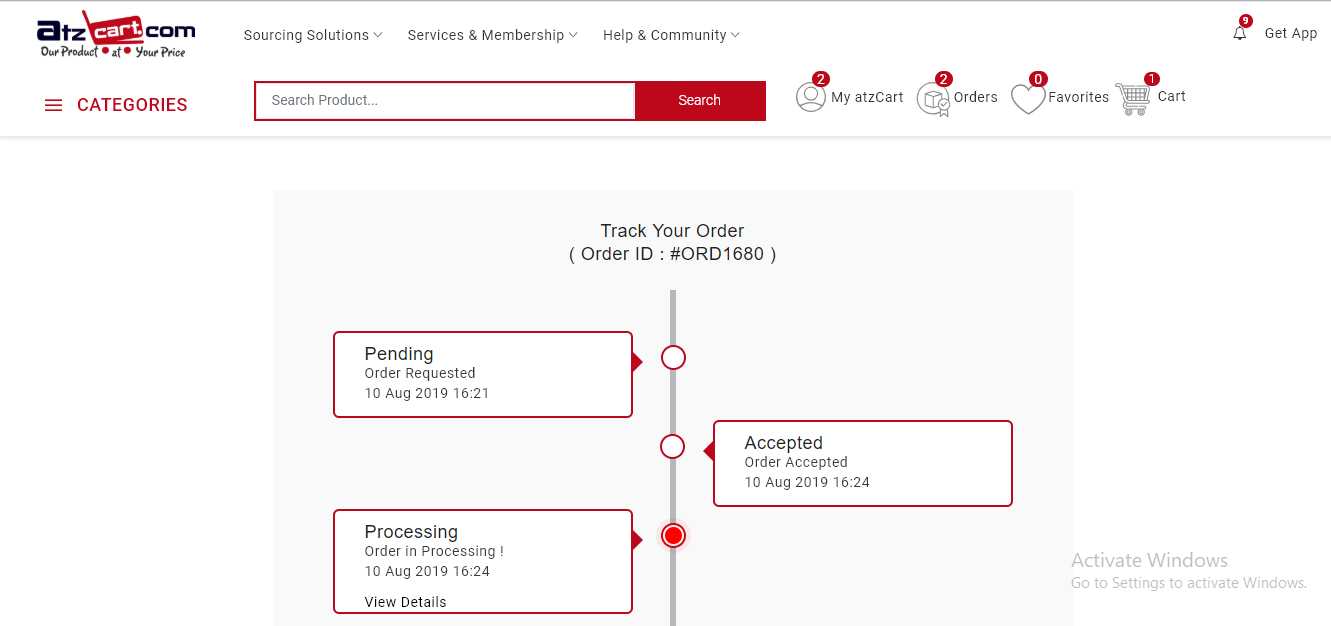 atzcart.com
Our Product at Your Price
Sourcing Solutions
Services & Membership
Help & Community
9
Get App
CATEGORIES
Search Product...
Search
2
My atzCart
2
Orders
0
Favorites
1
Cart
Track Your Order
( Order ID : #ORD1680 )
Pending
Order Requested
10 Aug 2019 16:21
Accepted
Order Accepted
10 Aug 2019 16:24
Processing
Order in Processing !
10 Aug 2019 16:24
View Details
Activate Windows
Go to Settings to activate Windows.